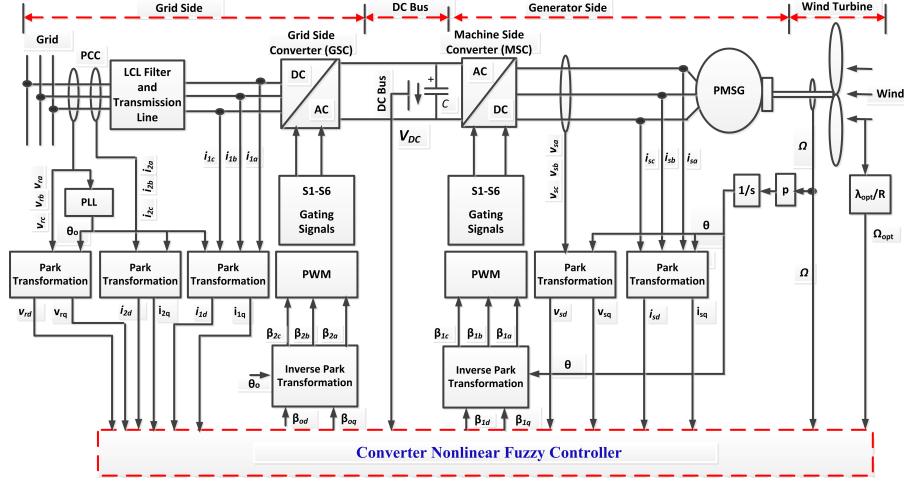 Grid Side
DC Bus
Generator Side
Wind Turbine
Grid
PCC
LCL Filter
and
Transmission
Line
Grid Side
Converter (GSC)
DC
AC
DC Bus
+
C
V_DC
Machine Side
Converter (MSC)
AC
DC
PMSG
Wind
i_1c
i_1b
i_1a
i_2a
i_2b
i_2c
v_ra
v_rb
v_rc
PLL
θo
S1-S6
Gating
Signals
S1-S6
Gating
Signals
v_sa
v_sb
v_sc
i_sc
i_sb
i_sa
Ω
θ
1/s
p
λ_opt/R
Ω_opt
Park
Transformation
Park
Transformation
Park
Transformation
PWM
PWM
Park
Transformation
Park
Transformation
Ω
v_rd
v_rq
i_2d
i_2q
i_1d
i_1q
β_2c
β_2b
β_2a
β_1c
β_1b
β_1a
v_sd
v_sq
i_sd
i_sq
Inverse Park
Transformation
θo
Inverse Park
Transformation
θ
β_od
β_oq
β_1d
β_1q
Converter Nonlinear Fuzzy Controller